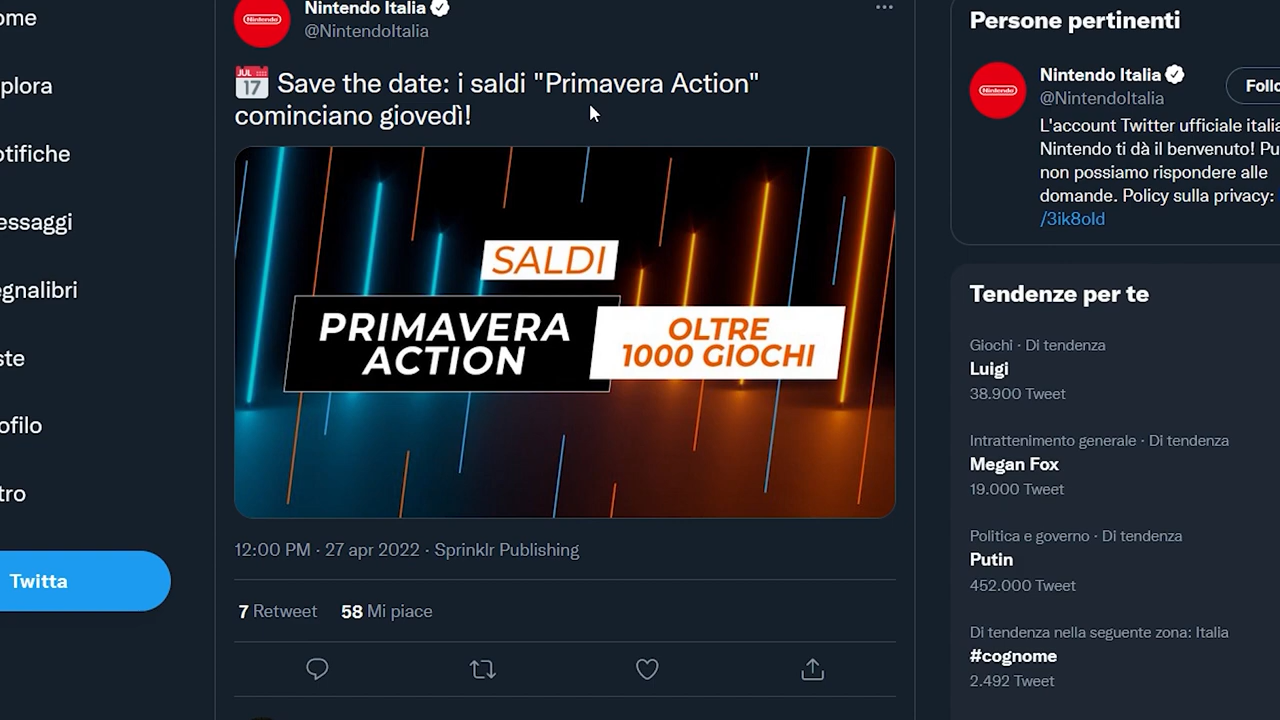 ome
plora
otifiche
essaggi
egnalibri
ste
ofilo
tro
Twitta
Nintendo
Nintendo Italia
@NintendoItalia
JUL
17
Save the date: i saldi "Primavera Action"
cominciano giovedì!
SALDI
PRIMAVERA
ACTION
OLTRE
1000 GIOCHI
12:00 PM · 27 apr 2022 · Sprinklr Publishing
7 Retweet 58 Mi piace
Persone pertinenti
Nintendo
Nintendo Italia
@NintendoItalia
Follo
L'account Twitter ufficiale italia
Nintendo ti dà il benvenuto! Pu
non possiamo rispondere alle
domande. Policy sulla privacy:
/3ik8old
Tendenze per te
Giochi · Di tendenza
Luigi
38.900 Tweet
Intrattenimento generale · Di tendenza
Megan Fox
19.000 Tweet
Politica e governo · Di tendenza
Putin
452.000 Tweet
Di tendenza nella seguente zona: Italia
#cognome
2.492 Tweet